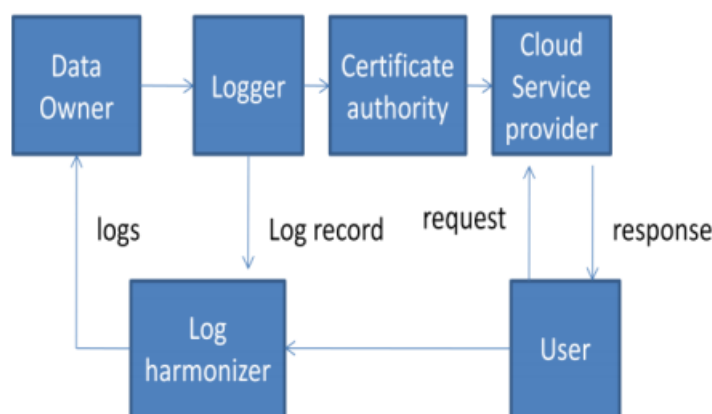 Data
Owner
Logger
Certificate
authority
Cloud
Service
provider
logs
Log record
request
response
Log
harmonizer
User